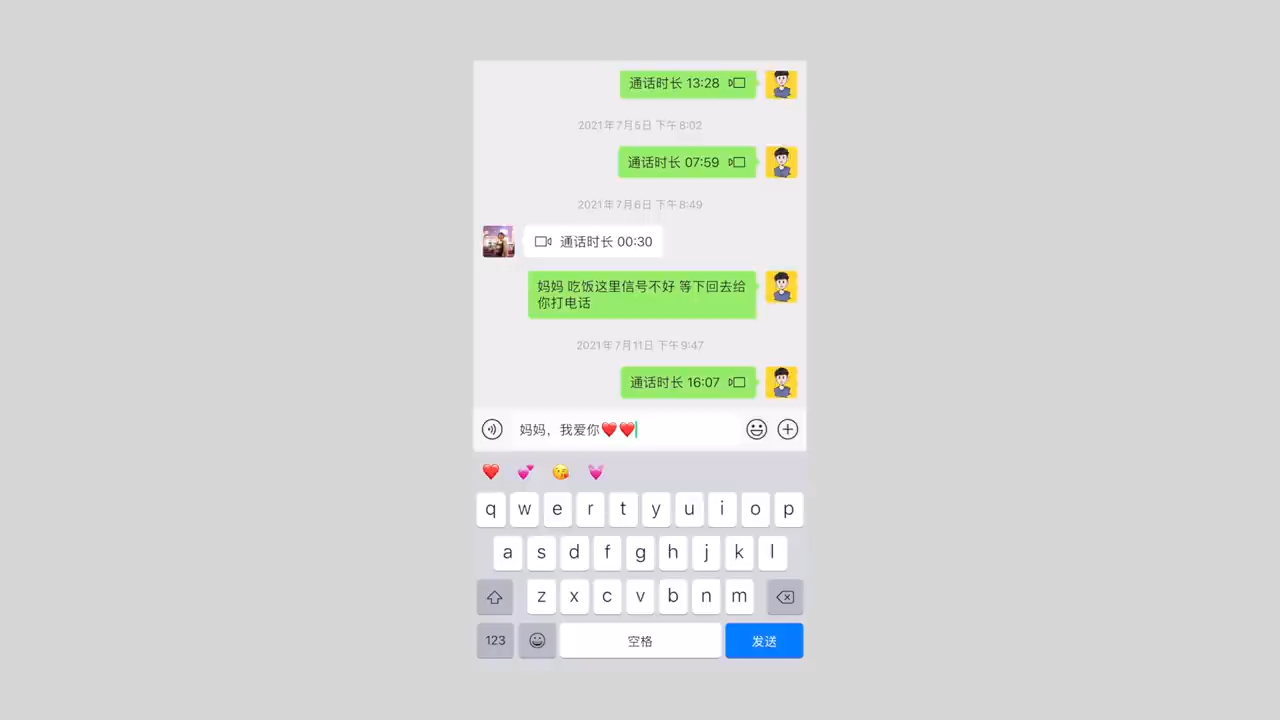 通话时长 13:28
2021年7月5日 下午8:02
通话时长 07:59
2021年7月6日 下午8:49
通话时长 00:30
妈妈 吃饭这里信号不好 等下回去给
你打电话
2021年7月11日 下午9:47
通话时长 16:07
妈妈，我爱你❤️❤️
q w e r t y u i o p
a s d f g h j k l
z x c v b n m
123 空格 发送